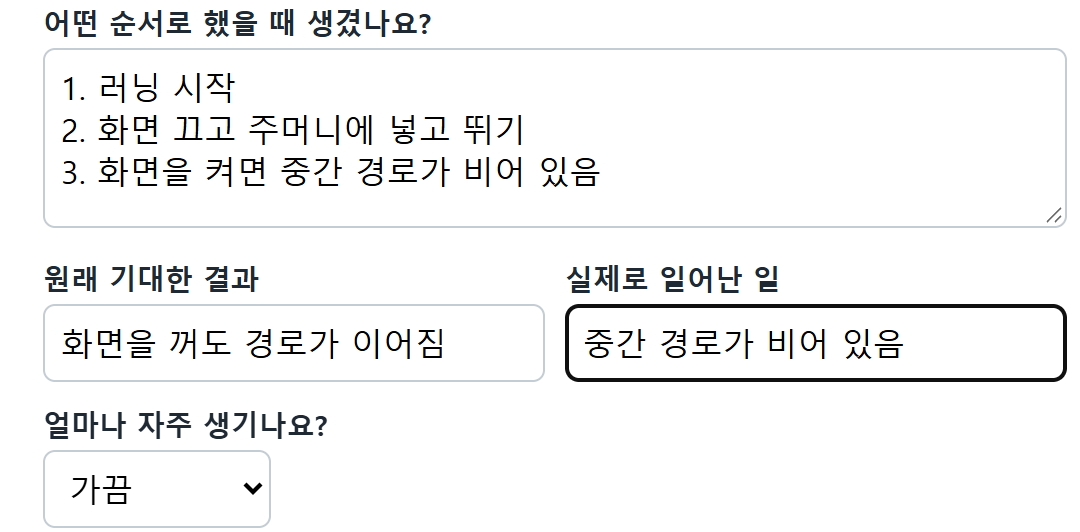 어떤 순서로 했을 때 생겼나요?
1. 러닝 시작
2. 화면 끄고 주머니에 넣고 뛰기
3. 화면을 켜면 중간 경로가 비어 있음
원래 기대한 결과
실제로 일어난 일
화면을 꺼도 경로가 이어짐
중간 경로가 비어 있음
얼마나 자주 생기나요?
가끔